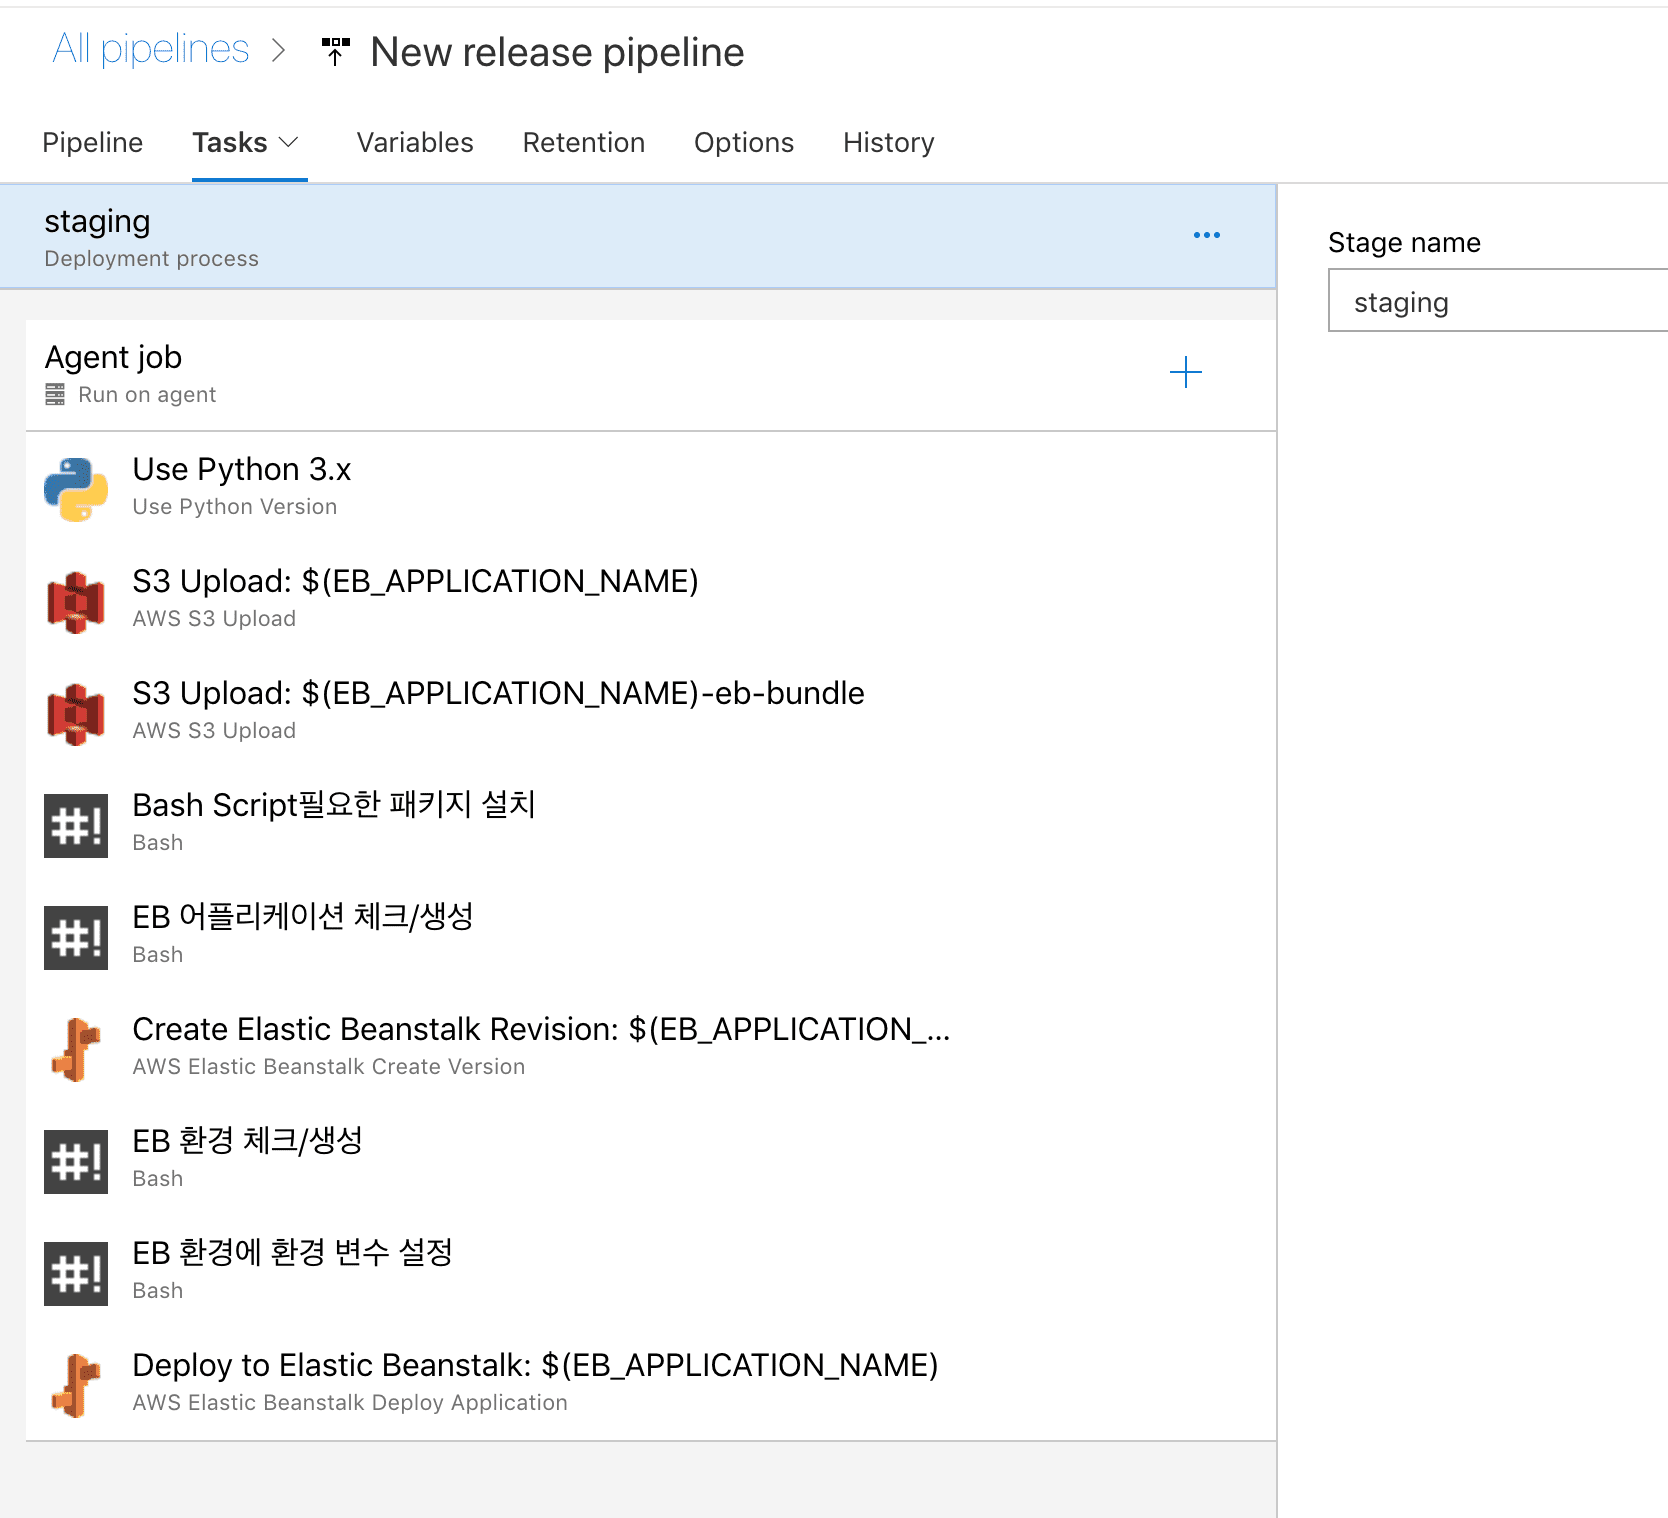 All pipelines > New release pipeline
Pipeline Tasks Variables Retention Options History
staging
Deployment process
Stage name
staging
Agent job
Run on agent
Use Python 3.x
Use Python Version
S3 Upload: $(EB_APPLICATION_NAME)
AWS S3 Upload
S3 Upload: $(EB_APPLICATION_NAME)-eb-bundle
AWS S3 Upload
#!
Bash Script필요한 패키지 설치
Bash
#!
EB 어플리케이션 체크/생성
Bash
Create Elastic Beanstalk Revision: $(EB_APPLICATION_...
AWS Elastic Beanstalk Create Version
#!
EB 환경 체크/생성
Bash
#!
EB 환경에 환경 변수 설정
Bash
Deploy to Elastic Beanstalk: $(EB_APPLICATION_NAME)
AWS Elastic Beanstalk Deploy Application